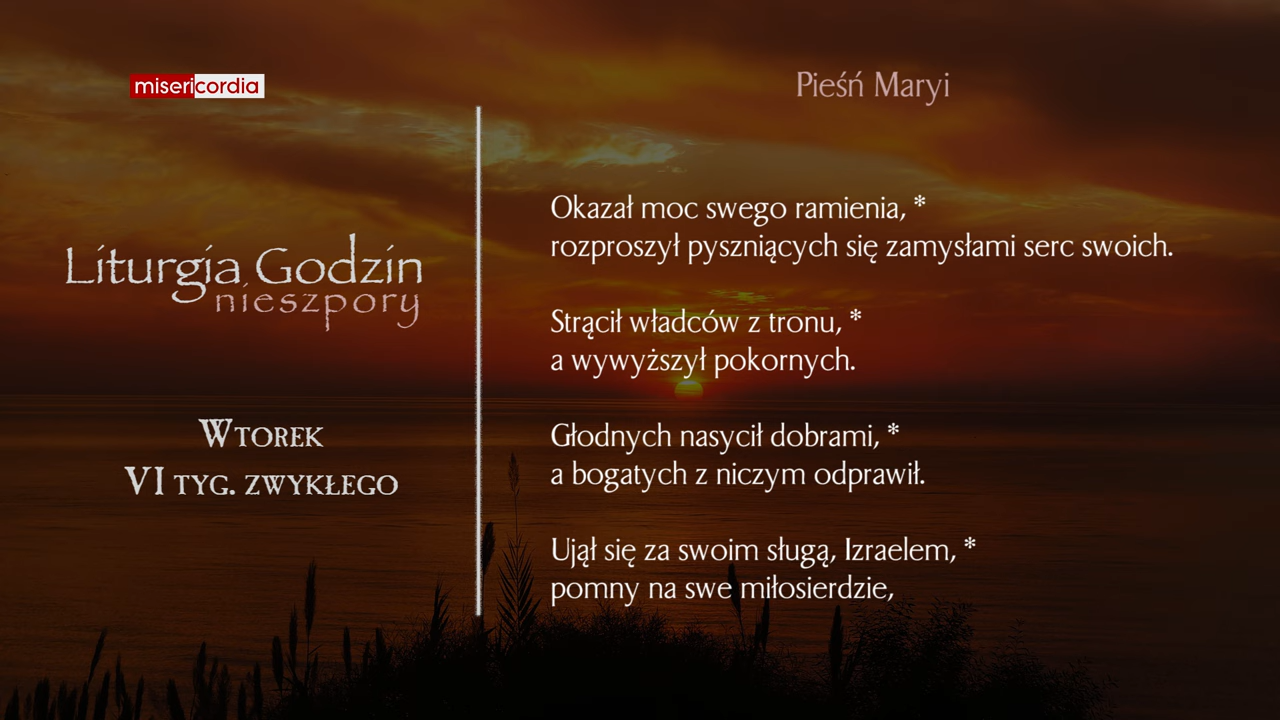 misericordia
Liturgia Godzin
nieszpory
Wtorek
VI tyg. zwykłego
Pieśń Maryi
Okazał moc swego ramienia, *
rozproszył pyszniących się zamysłami serc swoich.
Strącił władców z tronu, *
a wywyższył pokornych.
Głodnych nasycił dobrami, *
a bogatych z niczym odprawił.
Ujął się za swoim sługą, Izraelem, *
pomny na swe miłosierdzie,